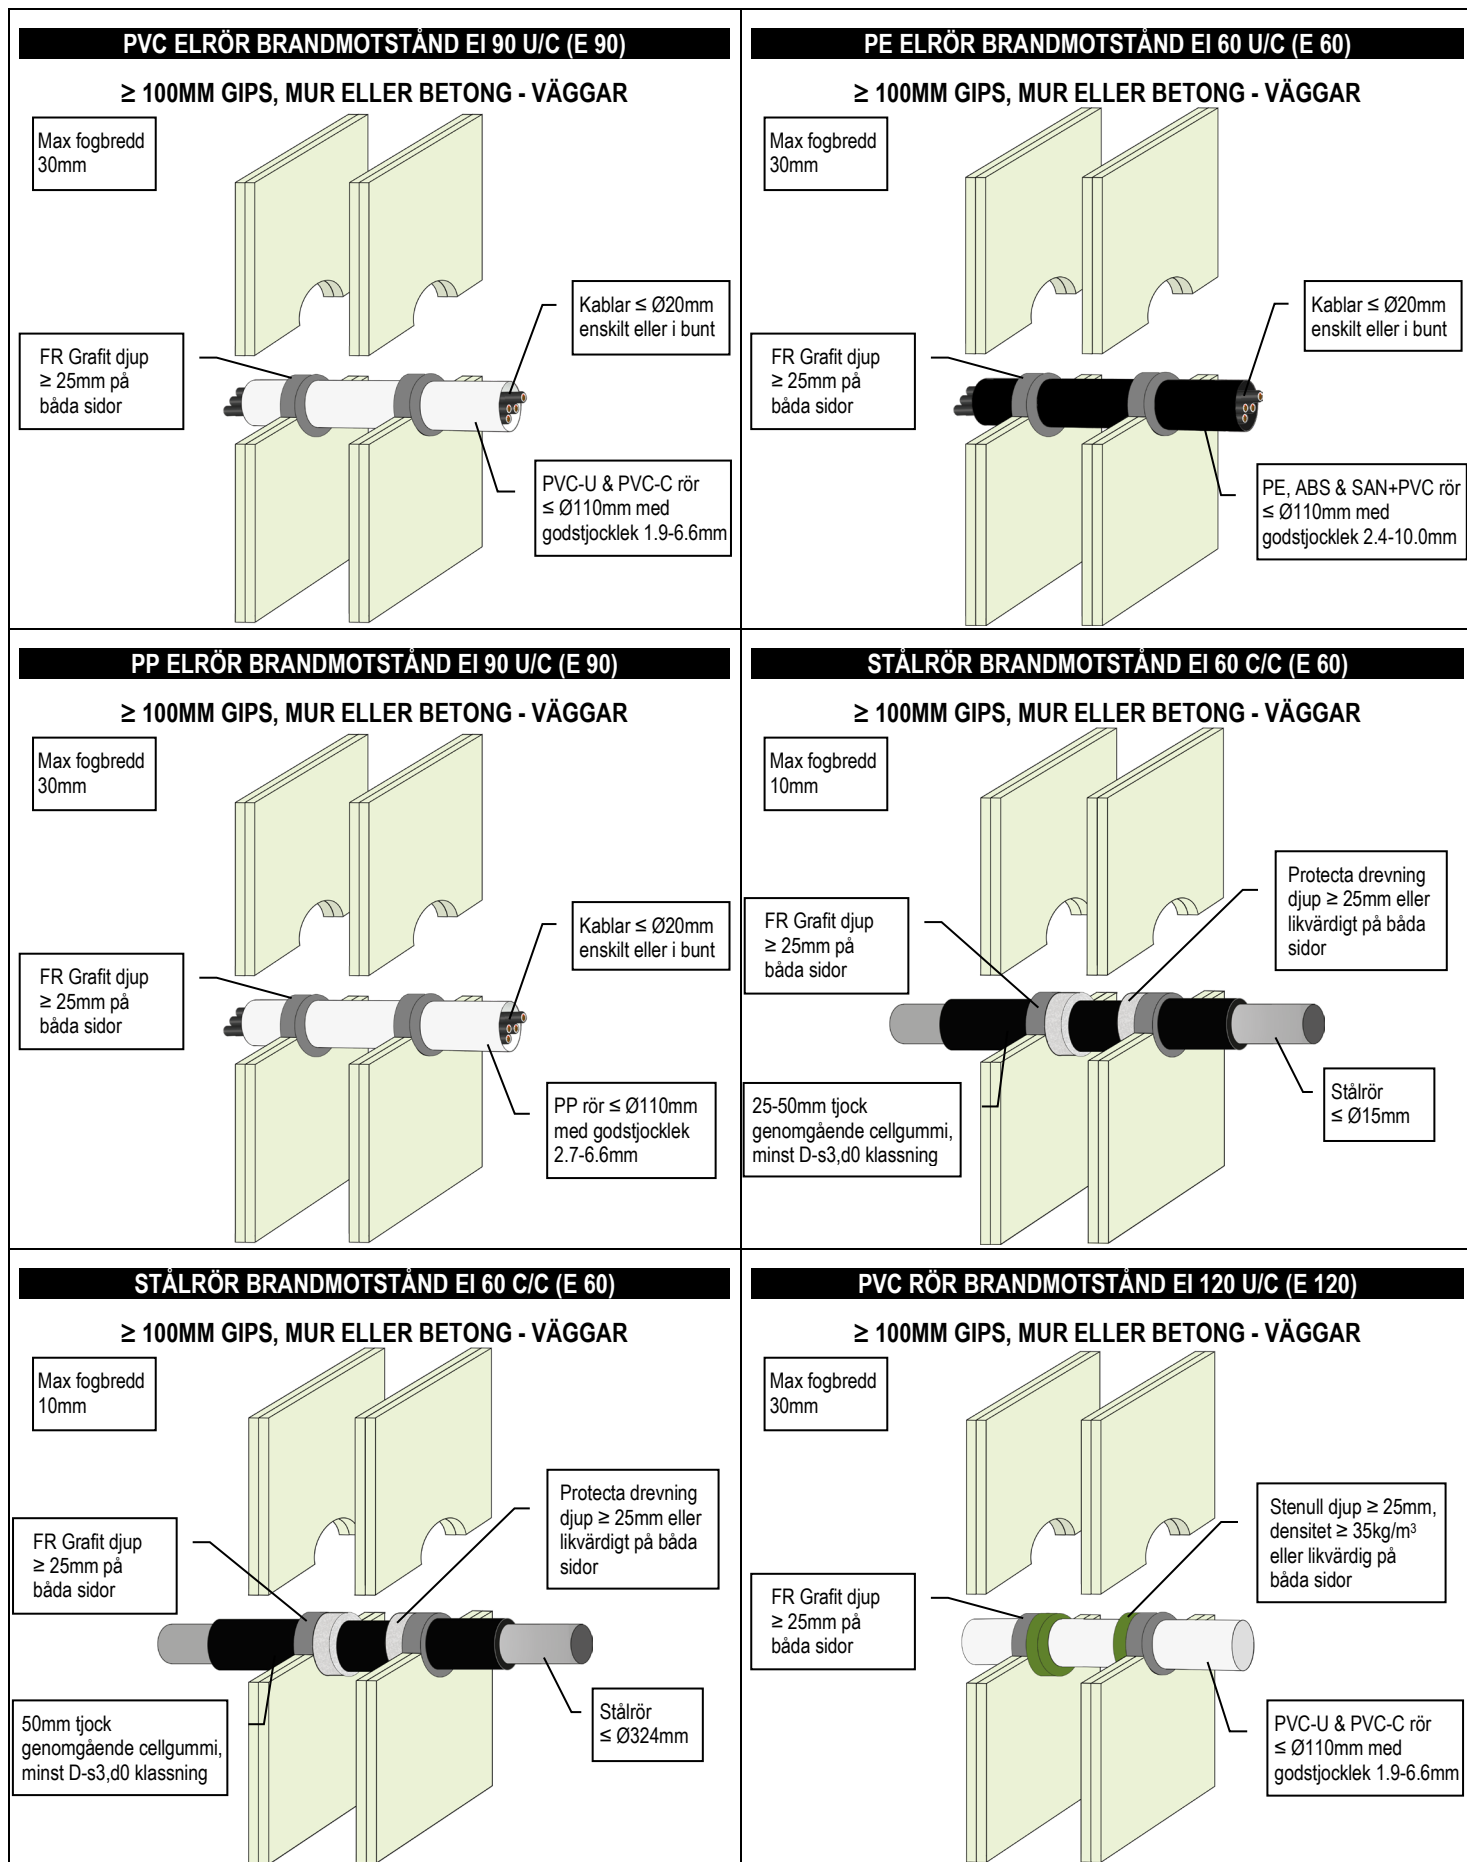 PVC ELRÖR BRANDMOTSTÅND EI 90 U/C (E 90)
≥ 100MM GIPS, MUR ELLER BETONG - VÄGGAR
Max fogbredd
30mm
Kablar ≤ Ø20mm
enskilt eller i bunt
FR Grafit djup
≥ 25mm på
båda sidor
PVC-U & PVC-C rör
≤ Ø110mm med
godstjocklek 1.9-6.6mm
PE ELRÖR BRANDMOTSTÅND EI 60 U/C (E 60)
≥ 100MM GIPS, MUR ELLER BETONG - VÄGGAR
Max fogbredd
30mm
Kablar ≤ Ø20mm
enskilt eller i bunt
FR Grafit djup
≥ 25mm på
båda sidor
PE, ABS & SAN+PVC rör
≤ Ø110mm med
godstjocklek 2.4-10.0mm
PP ELRÖR BRANDMOTSTÅND EI 90 U/C (E 90)
≥ 100MM GIPS, MUR ELLER BETONG - VÄGGAR
Max fogbredd
30mm
Kablar ≤ Ø20mm
enskilt eller i bunt
FR Grafit djup
≥ 25mm på
båda sidor
PP rör ≤ Ø110mm
med godstjocklek
2.7-6.6mm
STÅLRÖR BRANDMOTSTÅND EI 60 C/C (E 60)
≥ 100MM GIPS, MUR ELLER BETONG - VÄGGAR
Max fogbredd
10mm
Protecta drevning
djup ≥ 25mm eller
likvärdigt på båda
sidor
FR Grafit djup
≥ 25mm på
båda sidor
25-50mm tjock
genomgående cellgummi,
minst D-s3,d0 klassning
Stålrör
≤ Ø15mm
STÅLRÖR BRANDMOTSTÅND EI 60 C/C (E 60)
≥ 100MM GIPS, MUR ELLER BETONG - VÄGGAR
Max fogbredd
10mm
Protecta drevning
djup ≥ 25mm eller
likvärdigt på båda
sidor
FR Grafit djup
≥ 25mm på
båda sidor
50mm tjock
genomgående cellgummi,
minst D-s3,d0 klassning
Stålrör
≤ Ø324mm
PVC RÖR BRANDMOTSTÅND EI 120 U/C (E 120)
≥ 100MM GIPS, MUR ELLER BETONG - VÄGGAR
Max fogbredd
30mm
Stenull djup ≥ 25mm,
densitet ≥ 35kg/m³
eller likvärdig på
båda sidor
FR Grafit djup
≥ 25mm på
båda sidor
PVC-U & PVC-C rör
≤ Ø110mm med
godstjocklek 1.9-6.6mm